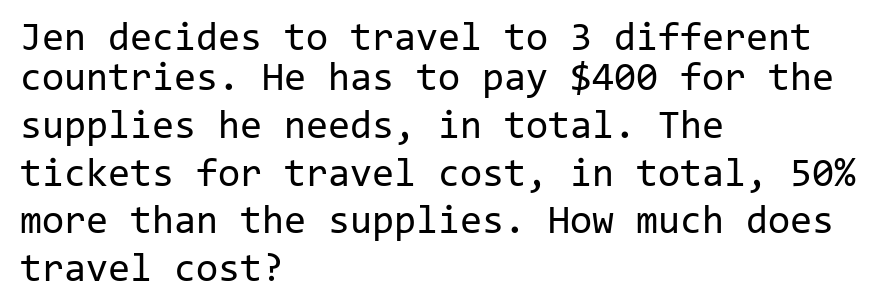 Jen decides to travel to 3 different
countries. He has to pay $400 for the
supplies he needs, in total. The
tickets for travel cost, in total, 50%
more than the supplies. How much does
travel cost?